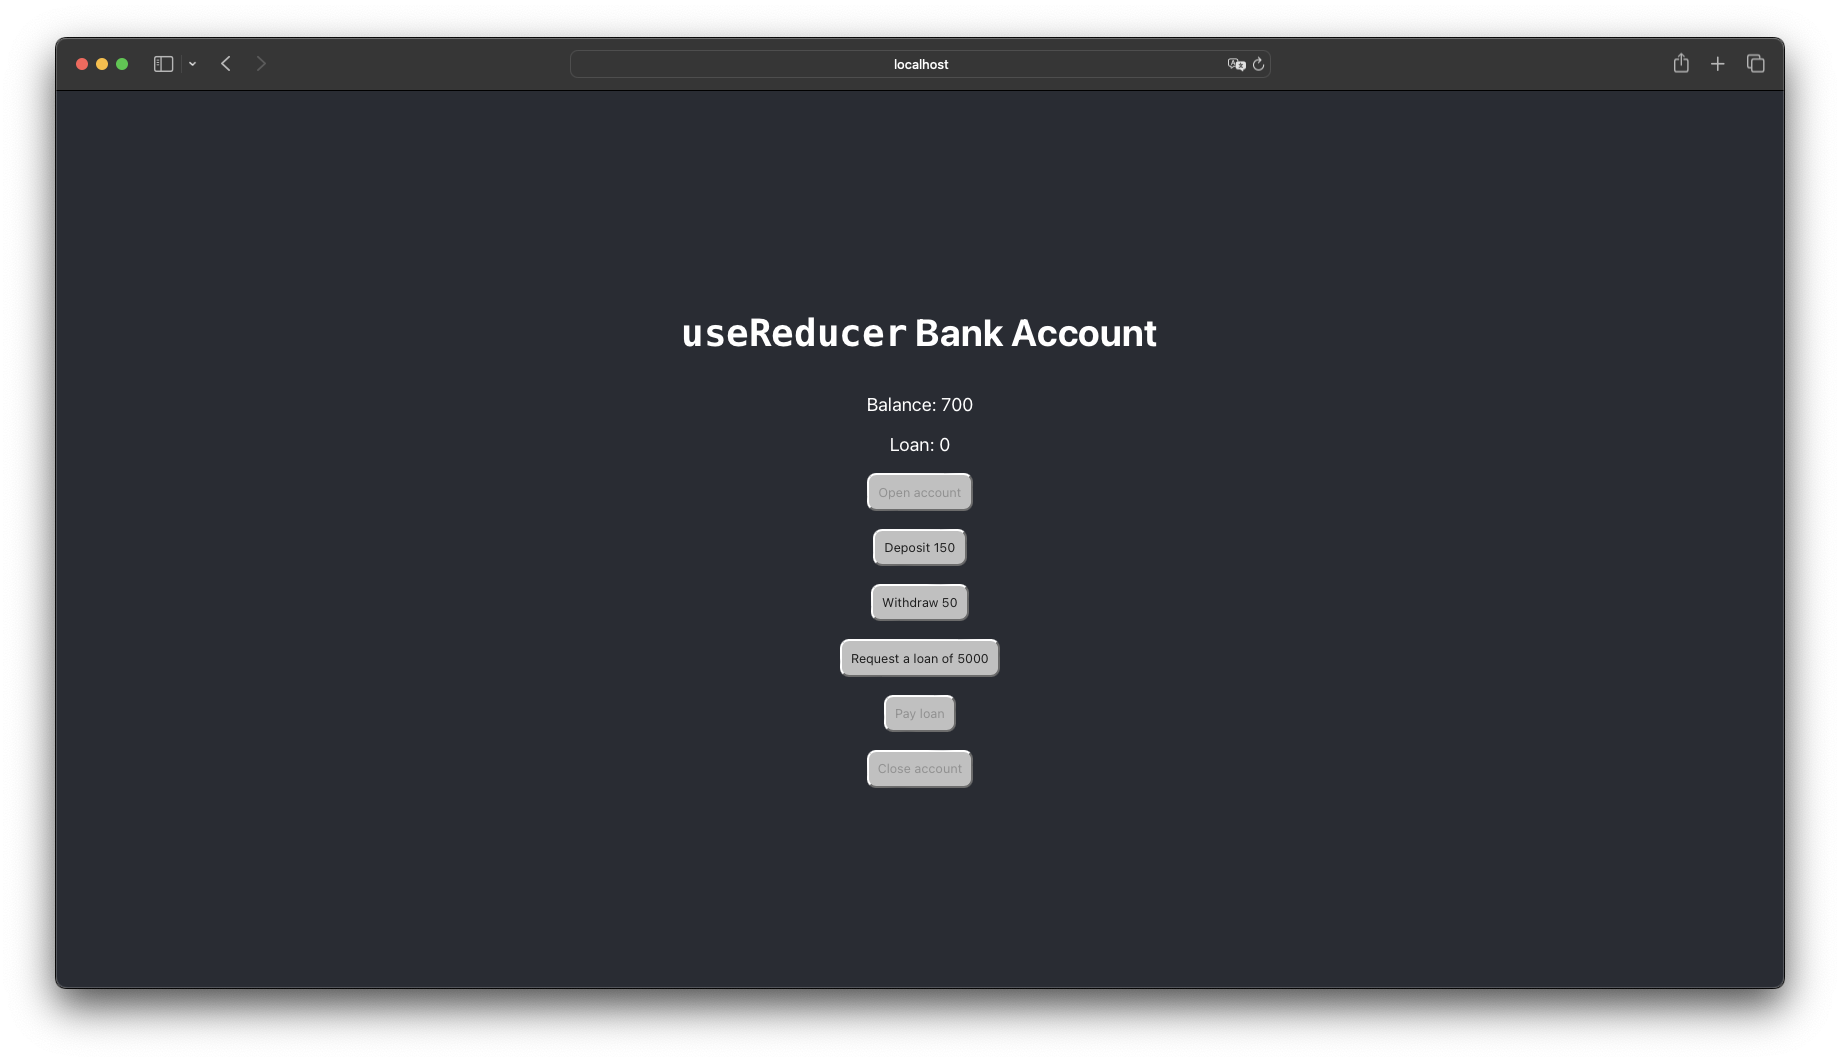 localhost
useReducer Bank Account
Balance: 700
Loan: 0
Open account
Deposit 150
Withdraw 50
Request a loan of 5000
Pay loan
Close account